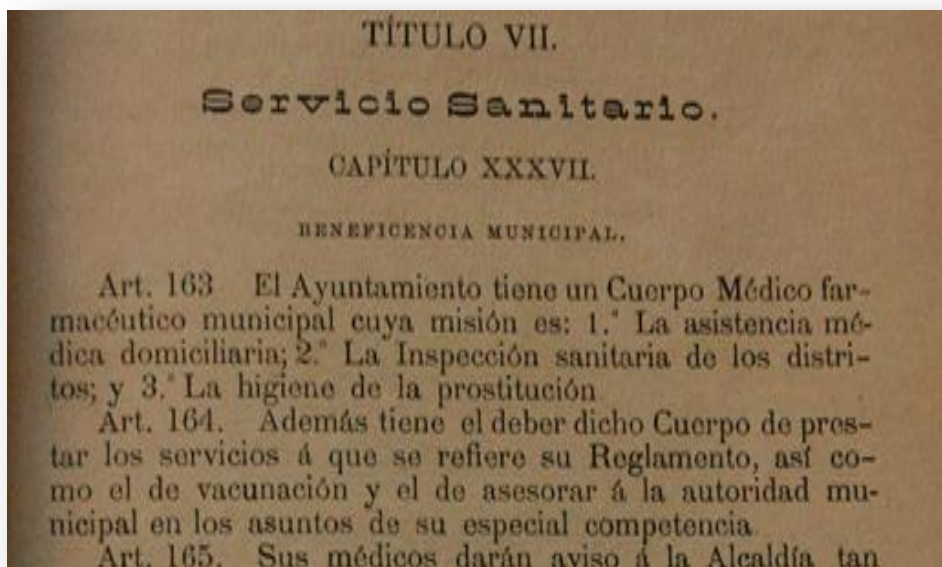 TÍTULO VII.
Servicio Sanitario.
CAPÍTULO XXXVII.
BENEFICENCIA MUNICIPAL.
Art. 163 El Ayuntamiento tiene un Cuerpo Médico far-
macéutico municipal cuya misión es: 1.° La asistencia mé-
dica domiciliaria; 2.° La Inspección sanitaria de los distri-
tos; y 3.° La higiene de la prostitución
Art. 164. Además tiene el deber dicho Cuerpo de pres-
tar los servicios á que se refiere su Reglamento, así co-
mo el de vacunación y el de asesorar á la autoridad mu-
nicipal en los asuntos de su especial competencia
Art. 165. Sus médicos darán aviso á la Alcaldía tan